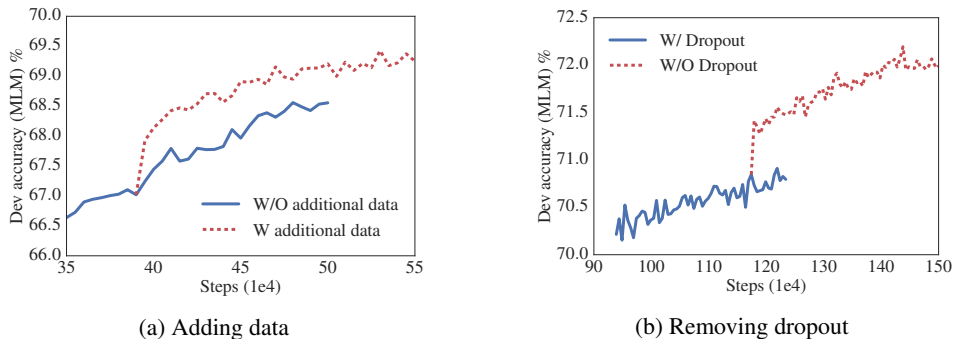 70.0
69.5
69.0
68.5
68.0
67.5
67.0
66.5
66.0
Dev accuracy (MLM) %
W/O additional data
W additional data
35 40 45 50 55
Steps (1e4)
(a) Adding data
72.5
72.0
71.5
71.0
70.5
70.0
Dev accuracy (MLM) %
W/ Dropout
W/O Dropout
90 100 110 120 130 140 150
Steps (1e4)
(b) Removing dropout